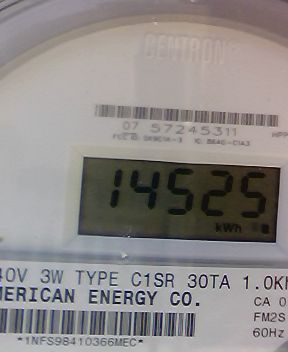 CENTRON®
07 57245311
14525
kWh
40V 3W TYPE C1SR 30TA 1.0Kh
MERICAN ENERGY CO.
CA 0
FM2S
60Hz
*1NFS98410366MEC*